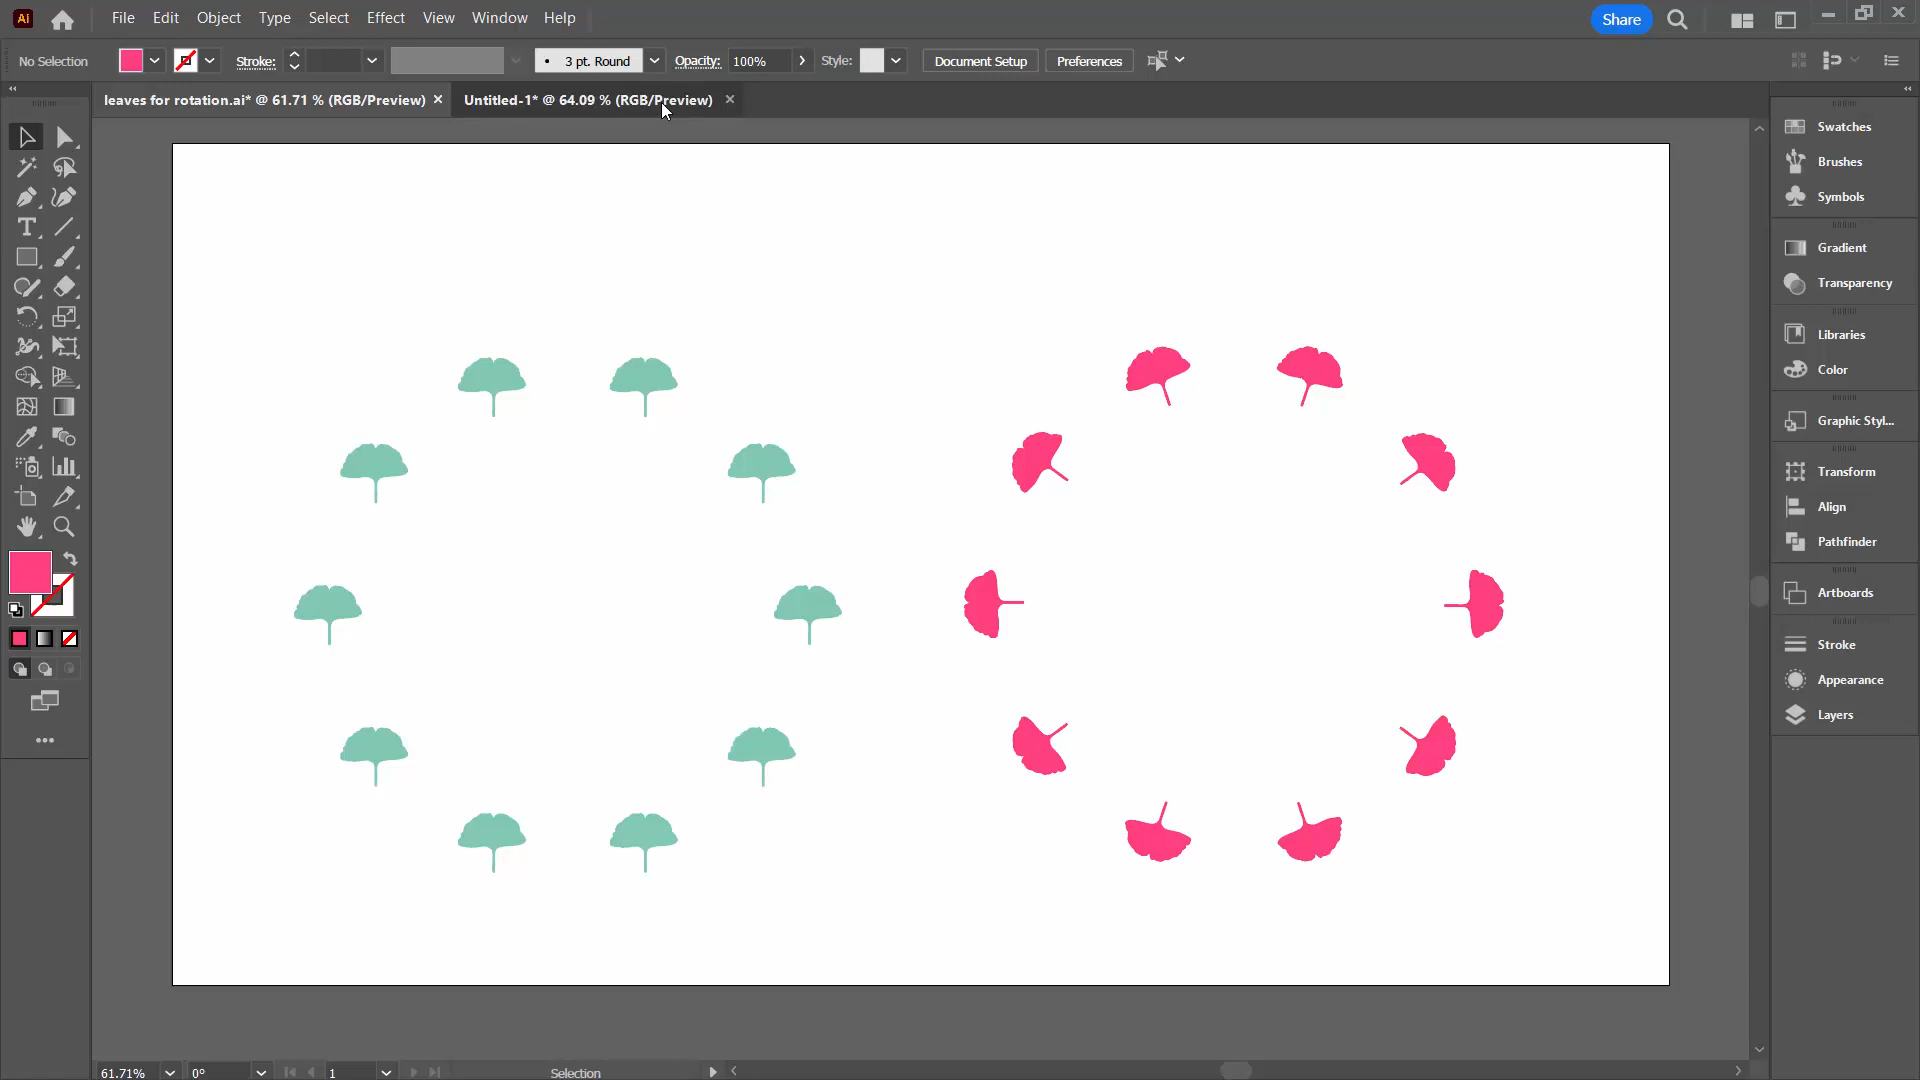 Ai File Edit Object Type Select Effect View Window Help Share
No Selection Stroke: • 3 pt. Round Opacity: 100% Style: Document Setup Preferences
leaves for rotation.ai* @ 61.71 % (RGB/Preview) × Untitled-1* @ 64.09 % (RGB/Preview) ×
Swatches
Brushes
Symbols
Gradient
Transparency
Libraries
Color
Graphic Styl...
Transform
Align
Pathfinder
Artboards
Stroke
Appearance
Layers
61.71% 0° 1 Selection